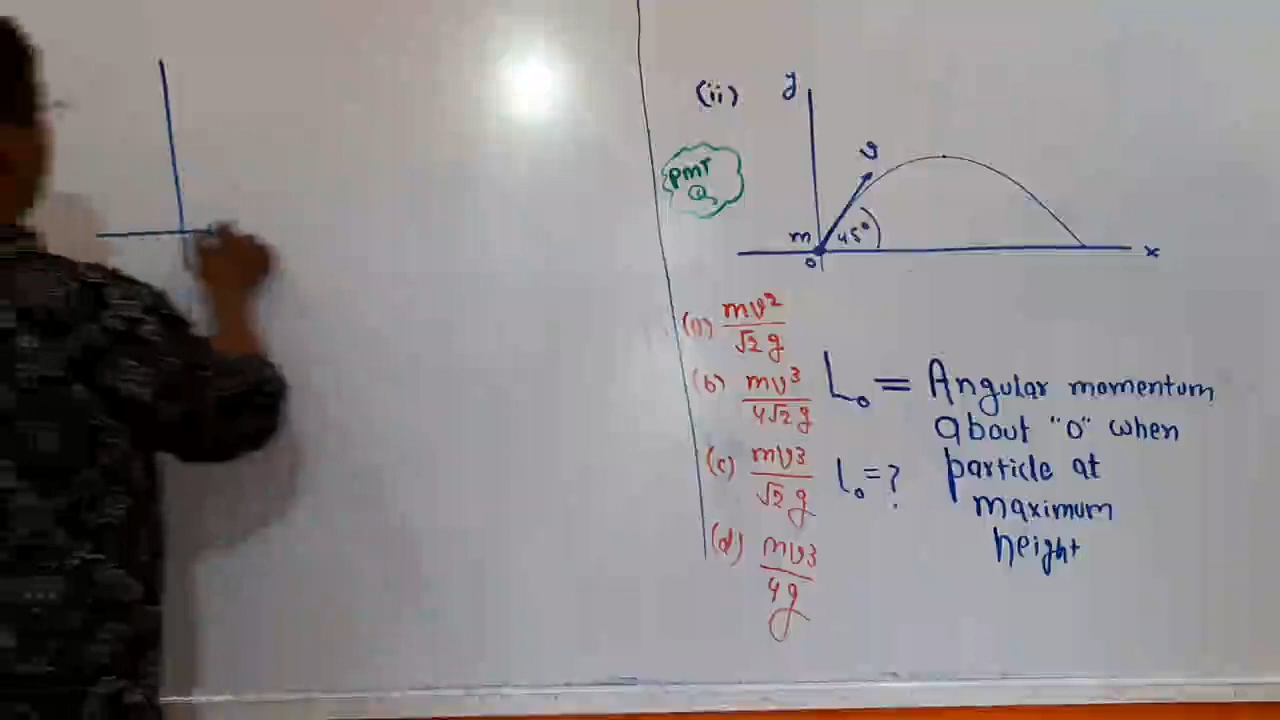 (ii)
y
v
PMT
Q.
m 45°
o
x
(a) mv²/√2 g
(b) mv³/4√2 g
(c) mv3/√2 g
(d) mv3/4g
L₀ = Angular momentum
about "0" when
l₀ = ? particle at
maximum
height